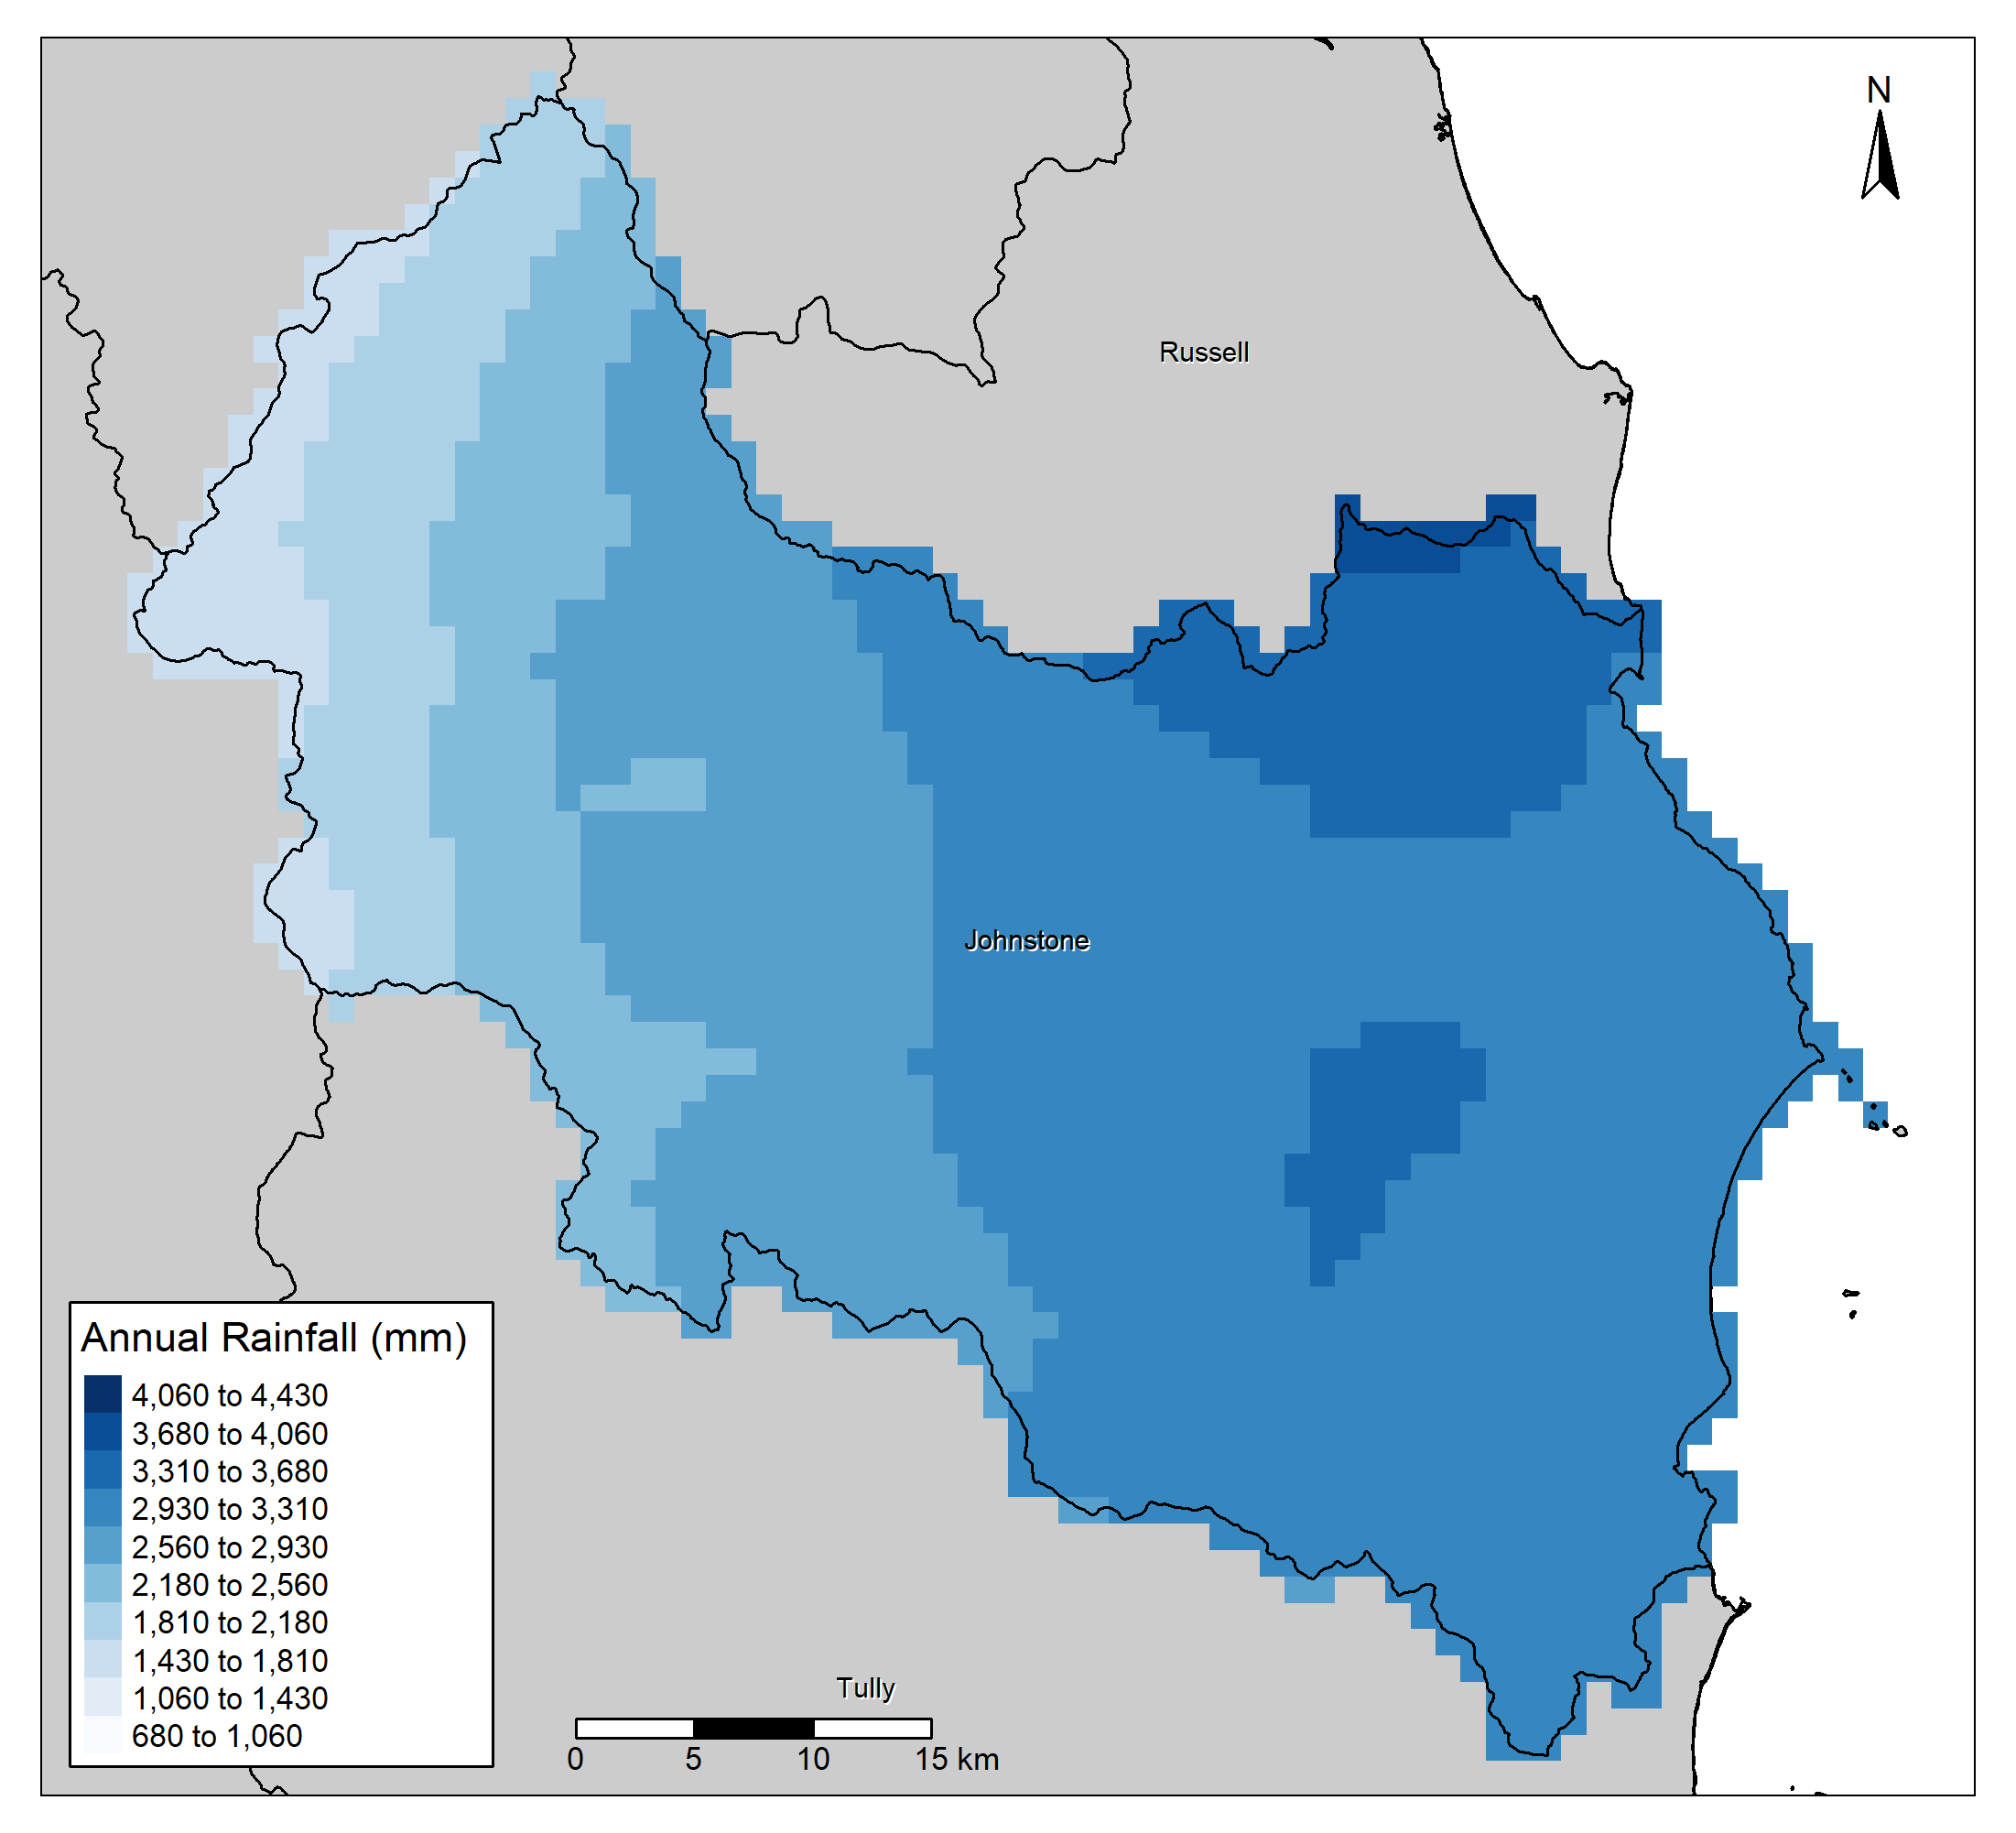 N
Russell
Johnstone
Annual Rainfall (mm)
4,060 to 4,430
3,680 to 4,060
3,310 to 3,680
2,930 to 3,310
2,560 to 2,930
2,180 to 2,560
1,810 to 2,180
1,430 to 1,810
1,060 to 1,430
680 to 1,060
Tully
0 5 10 15 km